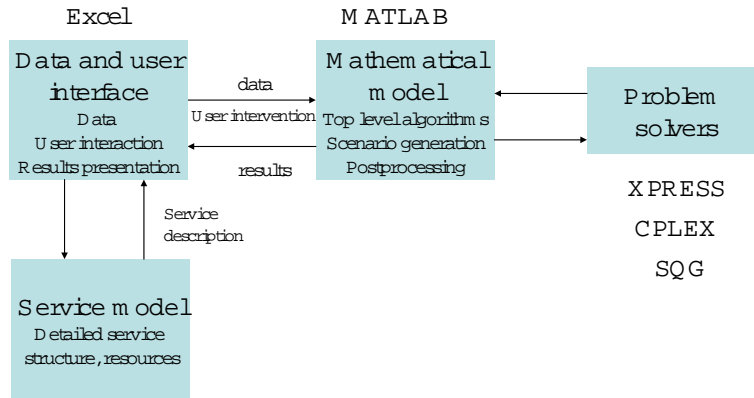 Excel
MATLAB
Data and user
interface
Data
User interaction
Results presentation
data
User intervention
results
Mathematical
model
Top level algorithms
Scenario generation
Postprocessing
Problem
solvers
XPRESS
CPLEX
SQG
Service
description
Service model
Detailed service
structure, resources